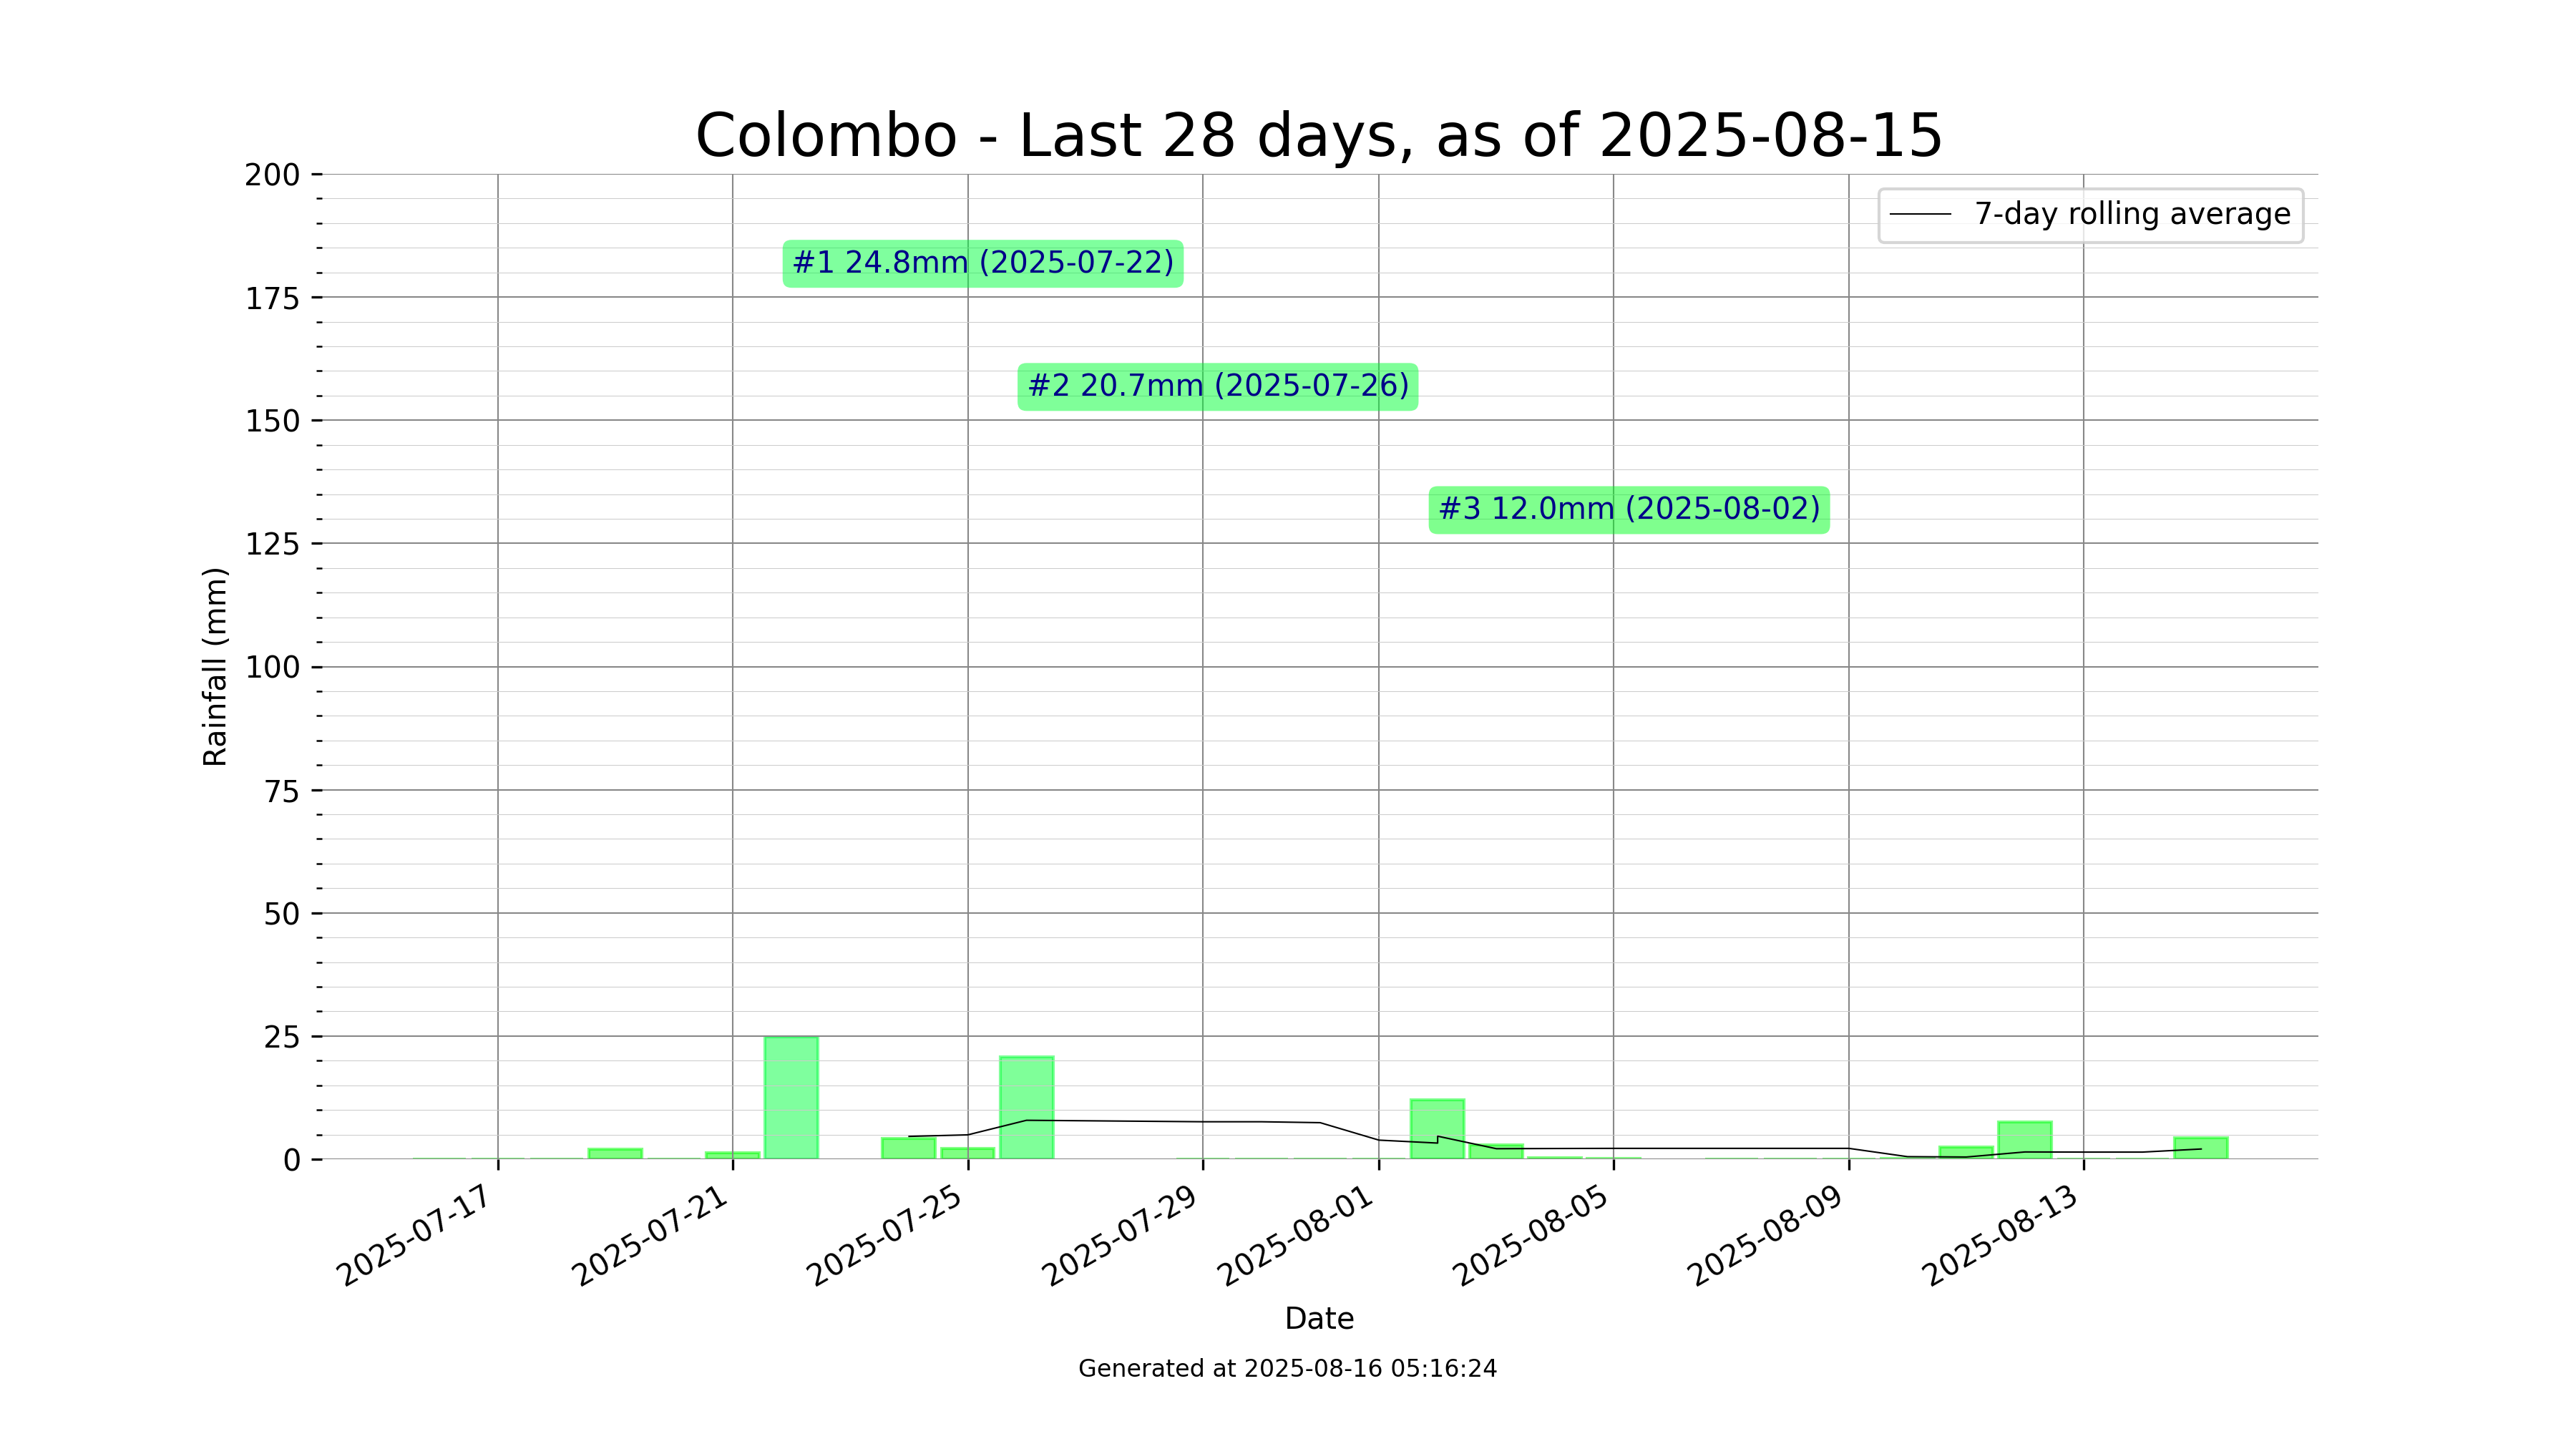 Colombo - Last 28 days, as of 2025-08-15
7-day rolling average
#1 24.8mm (2025-07-22)
#2 20.7mm (2025-07-26)
#3 12.0mm (2025-08-02)
Rainfall (mm)
200
175
150
125
100
75
50
25
0
2025-07-17
2025-07-21
2025-07-25
2025-07-29
2025-08-01
2025-08-05
2025-08-09
2025-08-13
Date
Generated at 2025-08-16 05:16:24